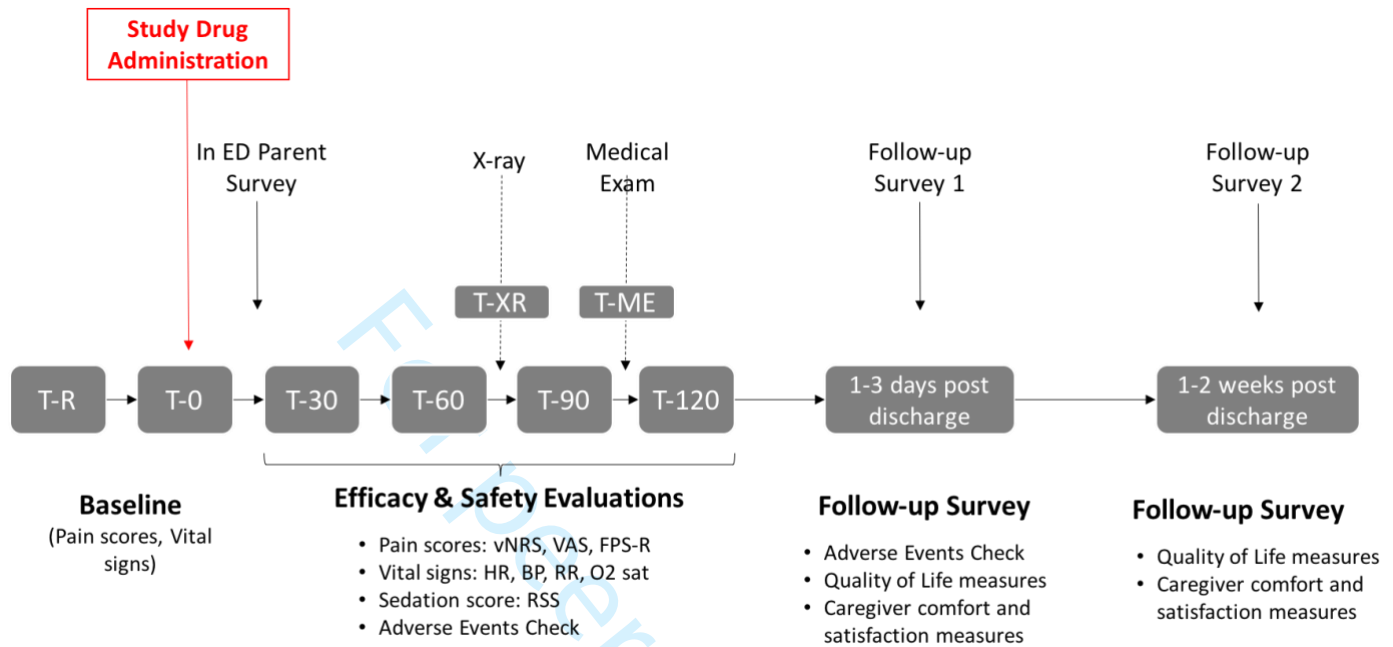 Study Drug
Administration
In ED Parent
Survey
X-ray
Medical
Exam
Follow-up
Survey 1
Follow-up
Survey 2
T-XR
T-ME
T-R
T-0
T-30
T-60
T-90
T-120
1-3 days post
discharge
1-2 weeks post
discharge
Baseline
(Pain scores, Vital
signs)
Efficacy & Safety Evaluations
• Pain scores: vNRS, VAS, FPS-R
• Vital signs: HR, BP, RR, O2 sat
• Sedation score: RSS
• Adverse Events Check
Follow-up Survey
• Adverse Events Check
• Quality of Life measures
• Caregiver comfort and
satisfaction measures
Follow-up Survey
• Quality of Life measures
• Caregiver comfort and
satisfaction measures
For peer